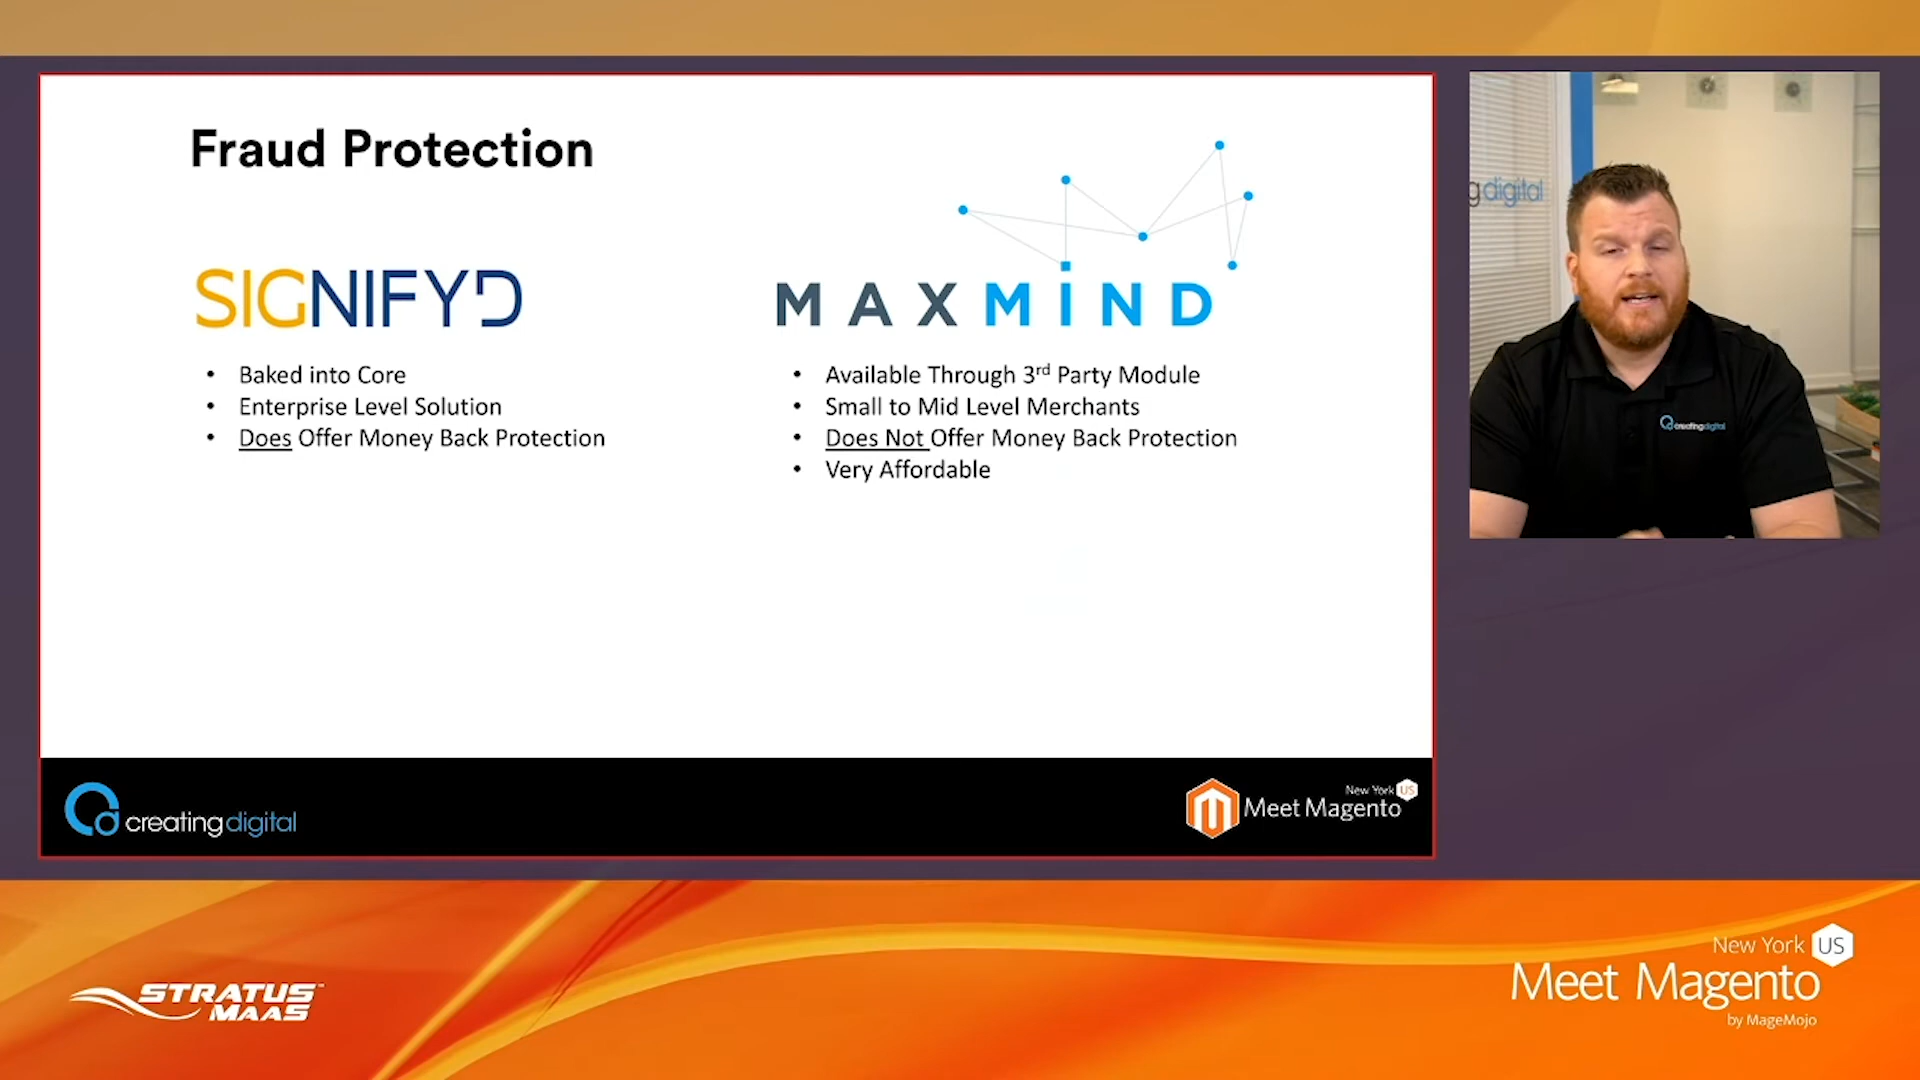 Fraud Protection
SIGNIFYD
• Baked into Core
• Enterprise Level Solution
• Does Offer Money Back Protection
MAXMIND
• Available Through 3rd Party Module
• Small to Mid Level Merchants
• Does Not Offer Money Back Protection
• Very Affordable
creatingdigital
New York US
Meet Magento
g digital
creatingdigital
STRATUS™
MAAS
New York US
Meet Magento
by MageMojo